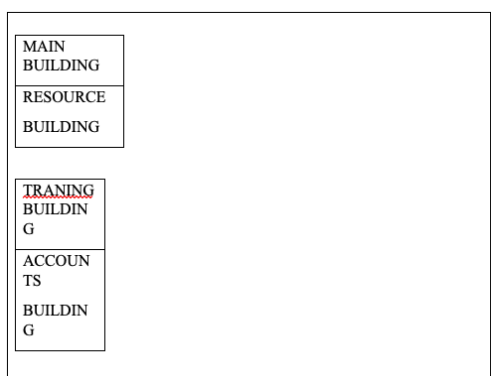 MAIN
BUILDING
RESOURCE
BUILDING
TRANING
BUILDIN
G
ACCOUN
TS
BUILDIN
G